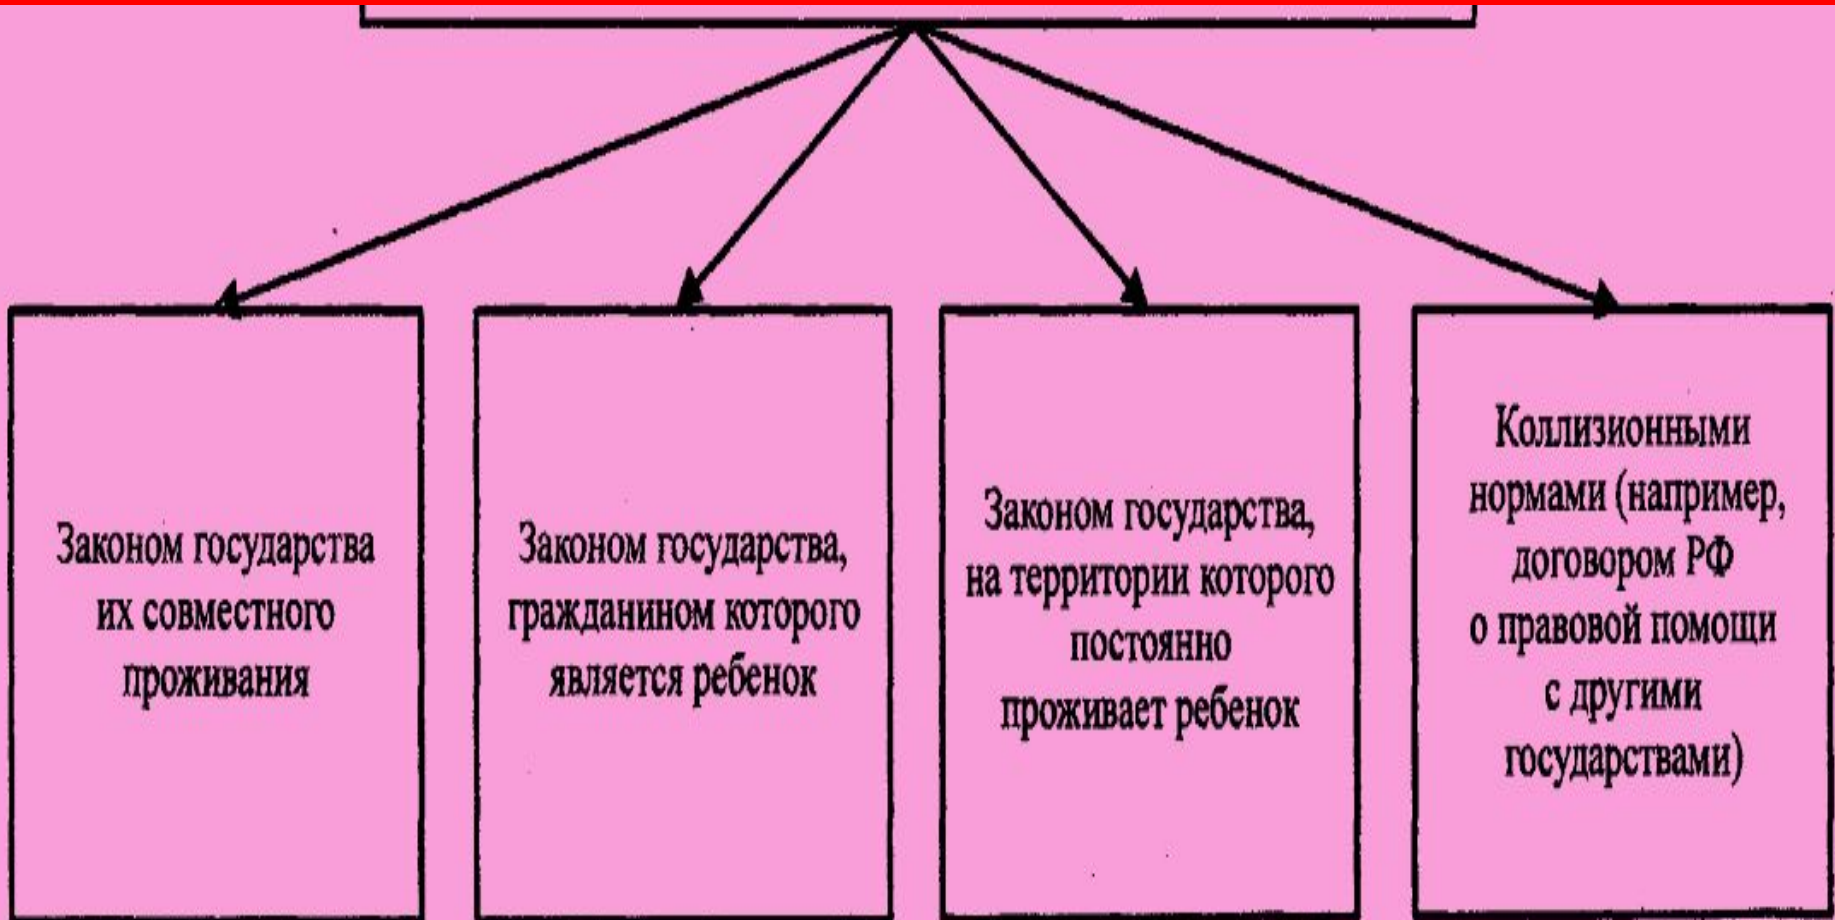 Законом государства
их совместного
проживания
Законом государства,
гражданином которого
является ребенок
Законом государства,
на территории которого
постоянно
проживает ребенок
Коллизионными
нормами (например,
договором РФ
о правовой помощи
с другими
государствами)